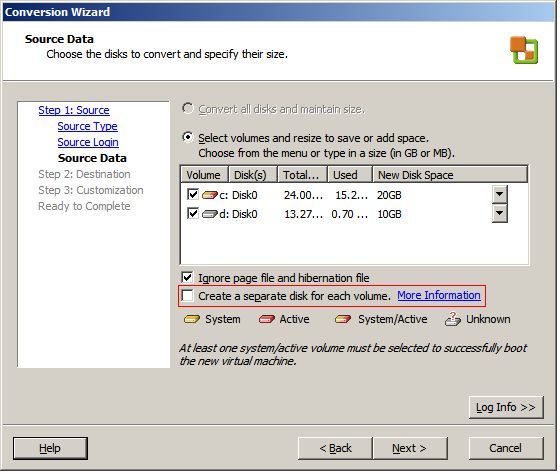 Conversion Wizard
Source Data
Choose the disks to convert and specify their size.
Step 1: Source
Source Type
Source Login
Source Data
Step 2: Destination
Step 3: Customization
Ready to Complete
Convert all disks and maintain size.
Select volumes and resize to save or add space.
Choose from the menu or type in a size (in GB or MB).
Volume Disk(s) Total... Used New Disk Space
c: Disk0 24.00... 15.2... 20GB
d: Disk0 13.27... 0.70 ... 10GB
Ignore page file and hibernation file
Create a separate disk for each volume. More Information
System Active System/Active Unknown
At least one system/active volume must be selected to successfully boot
the new virtual machine.
Log Info >>
Help < Back Next > Cancel